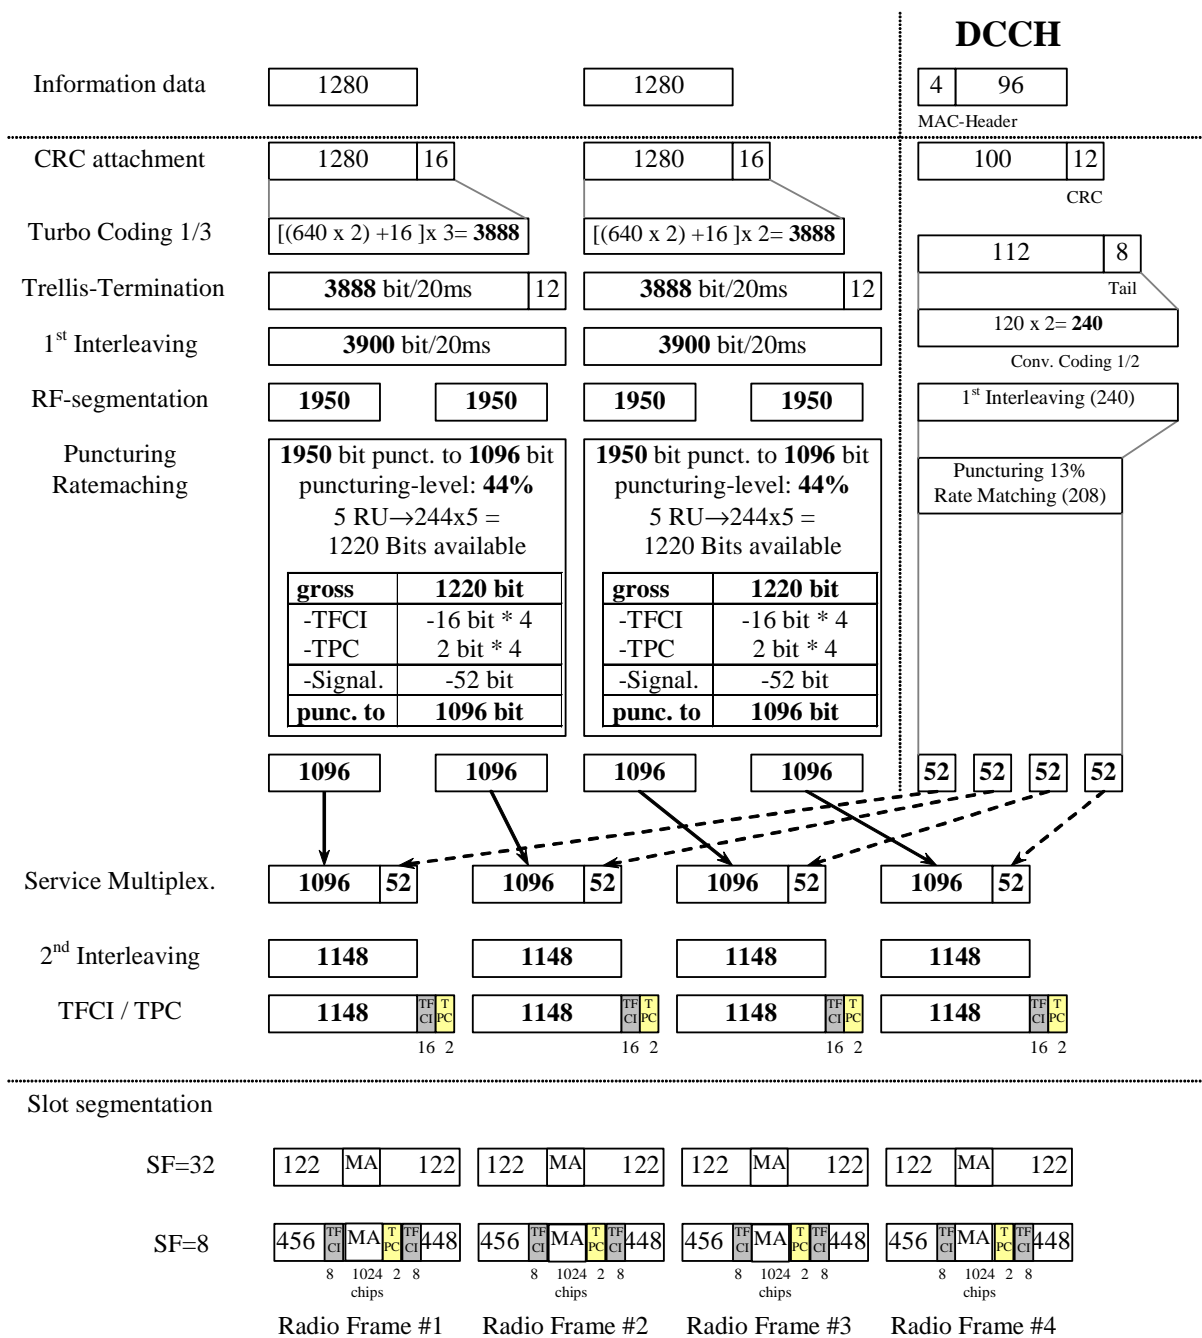 DCCH
Information data 1280 1280 4 96
MAC-Header
CRC attachment 1280 16 1280 16 100 12
CRC
Turbo Coding 1/3 [(640 x 2) +16 ]x 3= 3888 [(640 x 2) +16 ]x 2= 3888
112 8
Tail
Trellis-Termination 3888 bit/20ms 12 3888 bit/20ms 12
120 x 2= 240
Conv. Coding 1/2
1st Interleaving 3900 bit/20ms 3900 bit/20ms
RF-segmentation 1950 1950 1950 1950 1st Interleaving (240)
Puncturing
Ratemaching
1950 bit punct. to 1096 bit
puncturing-level: 44%
5 RU→244x5 =
1220 Bits available
gross 1220 bit
-TFCI -16 bit * 4
-TPC 2 bit * 4
-Signal. -52 bit
punc. to 1096 bit
1950 bit punct. to 1096 bit
puncturing-level: 44%
5 RU→244x5 =
1220 Bits available
gross 1220 bit
-TFCI -16 bit * 4
-TPC 2 bit * 4
-Signal. -52 bit
punc. to 1096 bit
Puncturing 13%
Rate Matching (208)
1096 1096 1096 1096 52 52 52 52
Service Multiplex. 1096 52 1096 52 1096 52 1096 52
2nd Interleaving 1148 1148 1148 1148
TFCI / TPC 1148 TFCI TPC 1148 TFCI TPC 1148 TFCI TPC 1148 TFCI TPC
16 2 16 2 16 2 16 2
Slot segmentation
SF=32 122 MA 122 122 MA 122 122 MA 122 122 MA 122
SF=8 456 TFCI MA TPC TFCI 448 456 TFCI MA TPC TFCI 448 456 TFCI MA TPC TFCI 448 456 TFCI MA TPC TFCI 448
8 1024 2 8 8 1024 2 8 8 1024 2 8 8 1024 2 8
chips chips chips chips
Radio Frame #1 Radio Frame #2 Radio Frame #3 Radio Frame #4